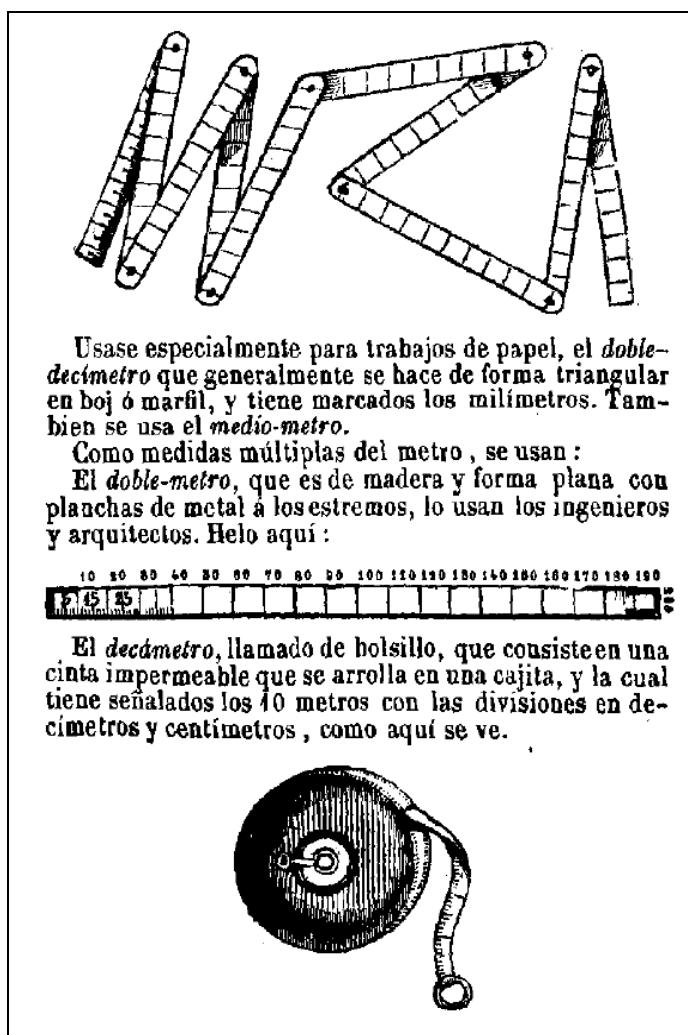 Usase especialmente para trabajos de papel, el doble-
decímetro que generalmente se hace de forma triangular
en boj ó marfil, y tiene marcados los milímetros. Tam-
bien se usa el medio-metro.
Como medidas múltiplas del metro, se usan:
El doble-metro, que es de madera y forma plana con
planchas de metal á los estremos, lo usan los ingenieros
y arquitectos. Helo aquí:
10 20 30 40 50 60 70 80 90 100 110 120 130 140 150 160 170 180 190
5 15 25
El decámetro, llamado de bolsillo, que consiste en una
cinta impermeable que se arrolla en una cajita, y la cual
tiene señalados los 10 metros con las divisiones en de-
címetros y centímetros, como aquí se ve.